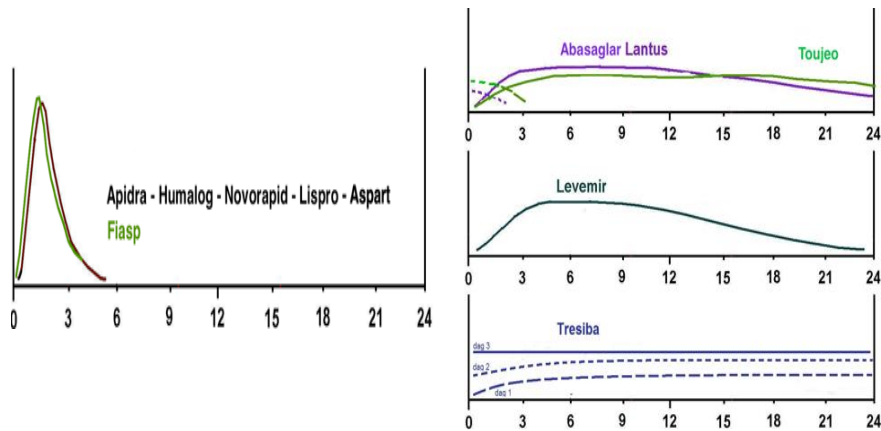 Apidra - Humalog - Novorapid - Lispro - Aspart
Fiasp
0 3 6 9 12 15 18 21 24
Abasaglar Lantus
Toujeo
0 3 6 9 12 15 18 21 24
Levemir
0 3 6 9 12 15 18 21 24
Tresiba
dag 3
dag 2
dag 1
0 3 6 9 12 15 18 21 24